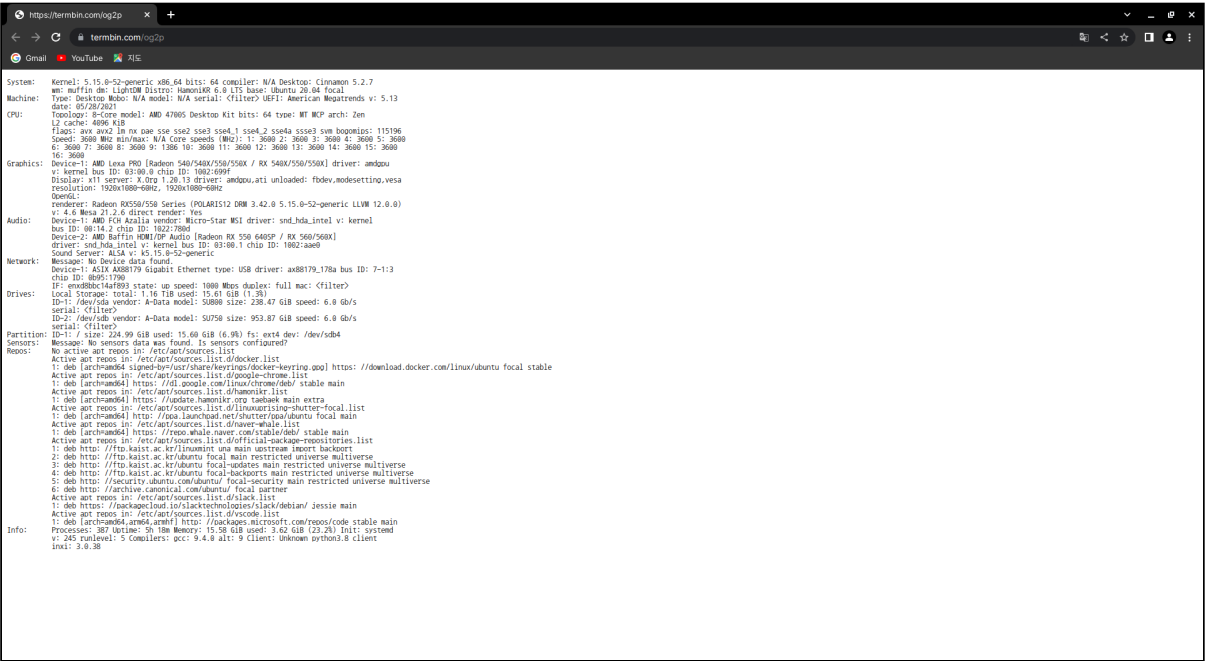 https://termbin.com/og2p
termbin.com/og2p
Gmail YouTube 지도
System: Kernel: 5.15.0-52-generic x86_64 bits: 64 compiler: N/A Desktop: Cinnamon 5.2.7
wm: muffin dm: LightDM Distro: HamoniKR 6.0 LTS base: Ubuntu 20.04 focal
Machine: Type: Desktop Mobo: N/A model: N/A serial: <filter> UEFI: American Megatrends v: 5.13
date: 05/28/2021
CPU: Topology: 8-Core model: AMD 4700S Desktop Kit bits: 64 type: MT MCP arch: Zen
L2 cache: 4096 KiB
flags: avx avx2 lm nx pae sse sse2 sse3 sse4_1 sse4_2 sse4a ssse3 svm bogomips: 115196
Speed: 3600 MHz min/max: N/A Core speeds (MHz): 1: 3600 2: 3600 3: 3600 4: 3600 5: 3600
6: 3600 7: 3600 8: 3600 9: 1386 10: 3600 11: 3600 12: 3600 13: 3600 14: 3600 15: 3600
16: 3600
Graphics: Device-1: AMD Lexa PRO [Radeon 540/540X/550/550X / RX 540X/550/550X] driver: amdgpu
v: kernel bus ID: 03:00.0 chip ID: 1002:699f
Display: x11 server: X.Org 1.20.13 driver: amdgpu,ati unloaded: fbdev,modesetting,vesa
resolution: 1920x1080~60Hz, 1920x1080~60Hz
OpenGL:
renderer: Radeon RX550/550 Series (POLARIS12 DRM 3.42.0 5.15.0-52-generic LLVM 12.0.0)
v: 4.6 Mesa 21.2.6 direct render: Yes
Audio: Device-1: AMD FCH Azalia vendor: Micro-Star MSI driver: snd_hda_intel v: kernel
bus ID: 00:14.2 chip ID: 1022:780d
Device-2: AMD Baffin HDMI/DP Audio [Radeon RX 550 640SP / RX 560/560X]
driver: snd_hda_intel v: kernel bus ID: 03:00.1 chip ID: 1002:aae0
Sound Server: ALSA v: k5.15.0-52-generic
Network: Message: No Device data found.
Device-1: ASIX AX88179 Gigabit Ethernet type: USB driver: ax88179_178a bus ID: 7-1:3
chip ID: 0b95:1790
IF: enxd8bbc14af893 state: up speed: 1000 Mbps duplex: full mac: <filter>
Drives: Local Storage: total: 1.16 TiB used: 15.61 GiB (1.3%)
ID-1: /dev/sda vendor: A-Data model: SU800 size: 238.47 GiB speed: 6.0 Gb/s
serial: <filter>
ID-2: /dev/sdb vendor: A-Data model: SU750 size: 953.87 GiB speed: 6.0 Gb/s
serial: <filter>
Partition: ID-1: / size: 224.99 GiB used: 15.60 GiB (6.9%) fs: ext4 dev: /dev/sdb4
Sensors: Message: No sensors data was found. Is sensors configured?
Repos: No active apt repos in: /etc/apt/sources.list
Active apt repos in: /etc/apt/sources.list.d/docker.list
1: deb [arch=amd64 signed-by=/usr/share/keyrings/docker-keyring.gpg] https: //download.docker.com/linux/ubuntu focal stable
Active apt repos in: /etc/apt/sources.list.d/google-chrome.list
1: deb [arch=amd64] https: //dl.google.com/linux/chrome/deb/ stable main
Active apt repos in: /etc/apt/sources.list.d/hamonikr.list
1: deb [arch=amd64] https: //update.hamonikr.org taebaek main extra
Active apt repos in: /etc/apt/sources.list.d/linuxuprising-shutter-focal.list
1: deb [arch=amd64] http: //ppa.launchpad.net/shutter/ppa/ubuntu focal main
Active apt repos in: /etc/apt/sources.list.d/naver-whale.list
1: deb [arch=amd64] https: //repo.whale.naver.com/stable/deb/ stable main
Active apt repos in: /etc/apt/sources.list.d/official-package-repositories.list
1: deb http: //ftp.kaist.ac.kr/linuxmint una main upstream import backport
2: deb http: //ftp.kaist.ac.kr/ubuntu focal main restricted universe multiverse
3: deb http: //ftp.kaist.ac.kr/ubuntu focal-updates main restricted universe multiverse
4: deb http: //ftp.kaist.ac.kr/ubuntu focal-backports main restricted universe multiverse
5: deb http: //security.ubuntu.com/ubuntu/ focal-security main restricted universe multiverse
6: deb http: //archive.canonical.com/ubuntu/ focal partner
Active apt repos in: /etc/apt/sources.list.d/slack.list
1: deb https: //packagecloud.io/slacktechnologies/slack/debian/ jessie main
Active apt repos in: /etc/apt/sources.list.d/vscode.list
1: deb [arch=amd64,arm64,armhf] http: //packages.microsoft.com/repos/code stable main
Info: Processes: 387 Uptime: 5h 18m Memory: 15.58 GiB used: 3.62 GiB (23.2%) Init: systemd
v: 245 runlevel: 5 Compilers: gcc: 9.4.0 alt: 9 Client: Unknown python3.8 client
inxi: 3.0.38